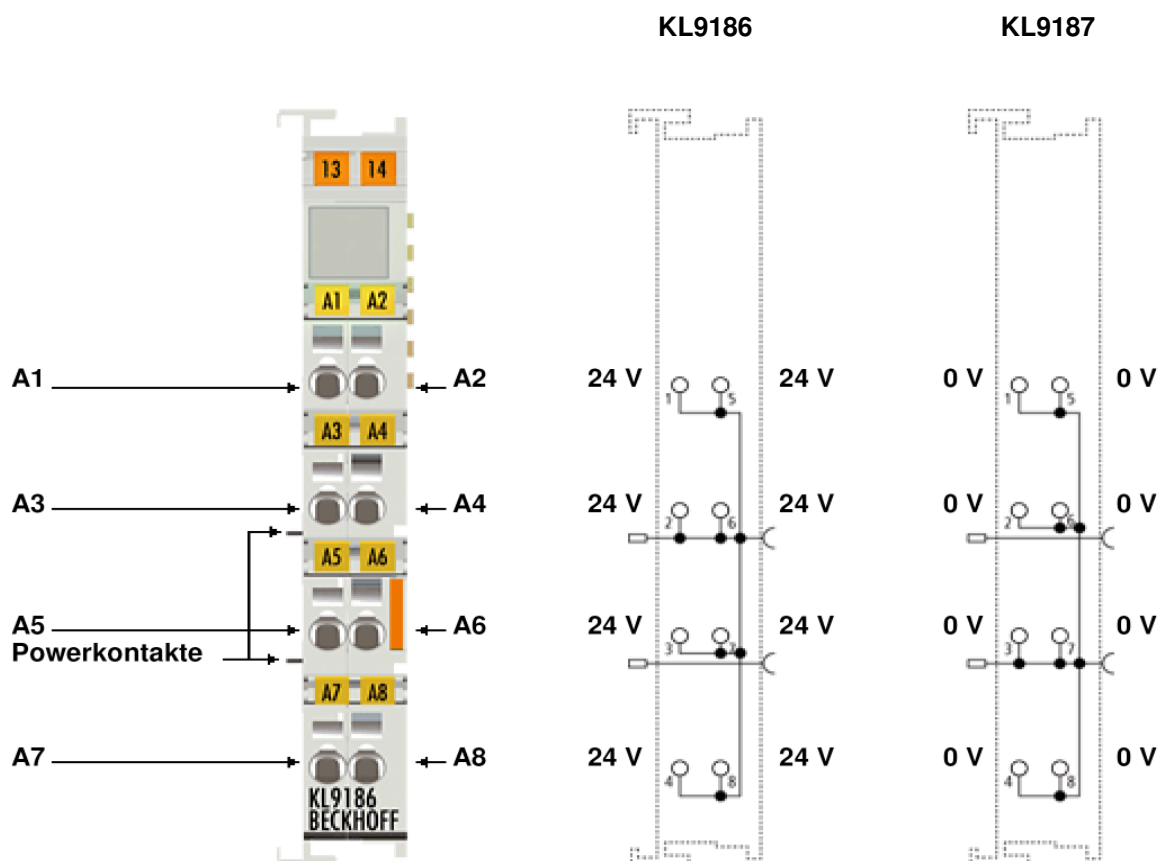 KL9186 KL9187
13 14
A1 A2
A1 A2 24 V 24 V 0 V 0 V
1 5 1 5
A3 A4
A3 A4 24 V 24 V 0 V 0 V
2 6 2 6
A5 A6
A5 A6 24 V 24 V 0 V 0 V
3 7 3 7
Powerkontakte
A7 A8
A7 A8 24 V 24 V 0 V 0 V
4 8 4 8
KL9186
BECKHOFF